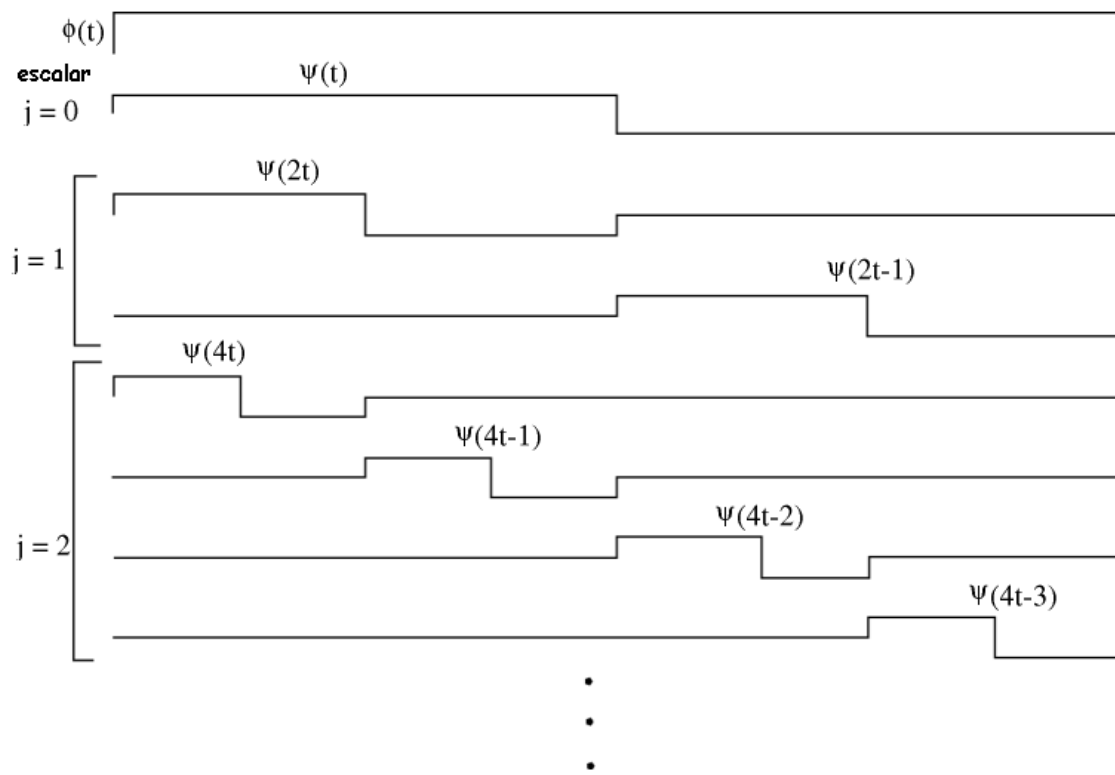 ϕ(t)
escalar
j = 0
ψ(t)
ψ(2t)
j = 1
ψ(2t-1)
ψ(4t)
ψ(4t-1)
j = 2
ψ(4t-2)
ψ(4t-3)